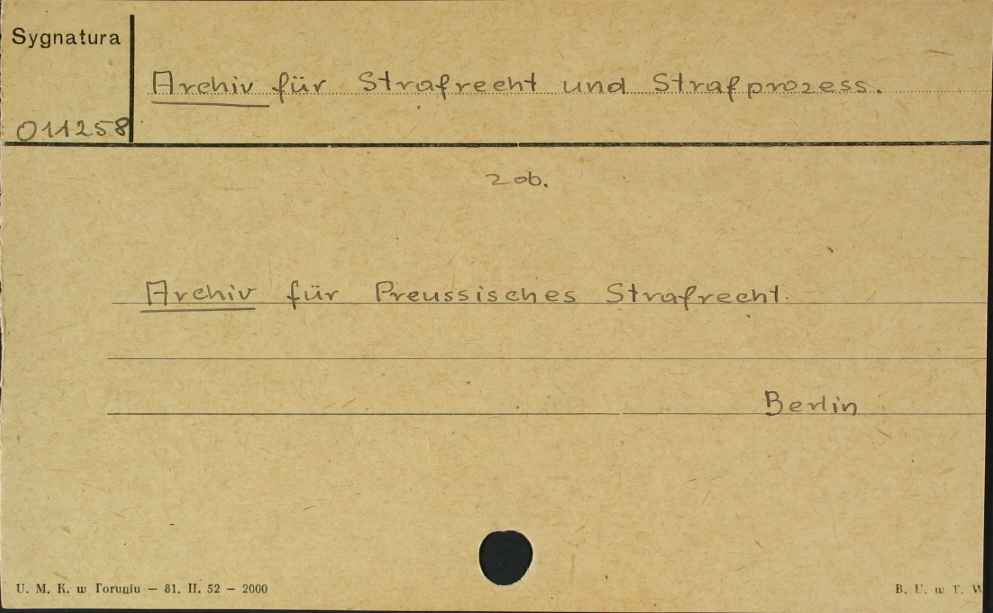 Sygnatura
Archiv für Strafrecht und Strafprozess.
011258
zob.
Archiv für Preussisches Strafrecht.
Berlin
U. M. K. w Toruniu — 81. II. 52 — 2000
B. U. w T. W